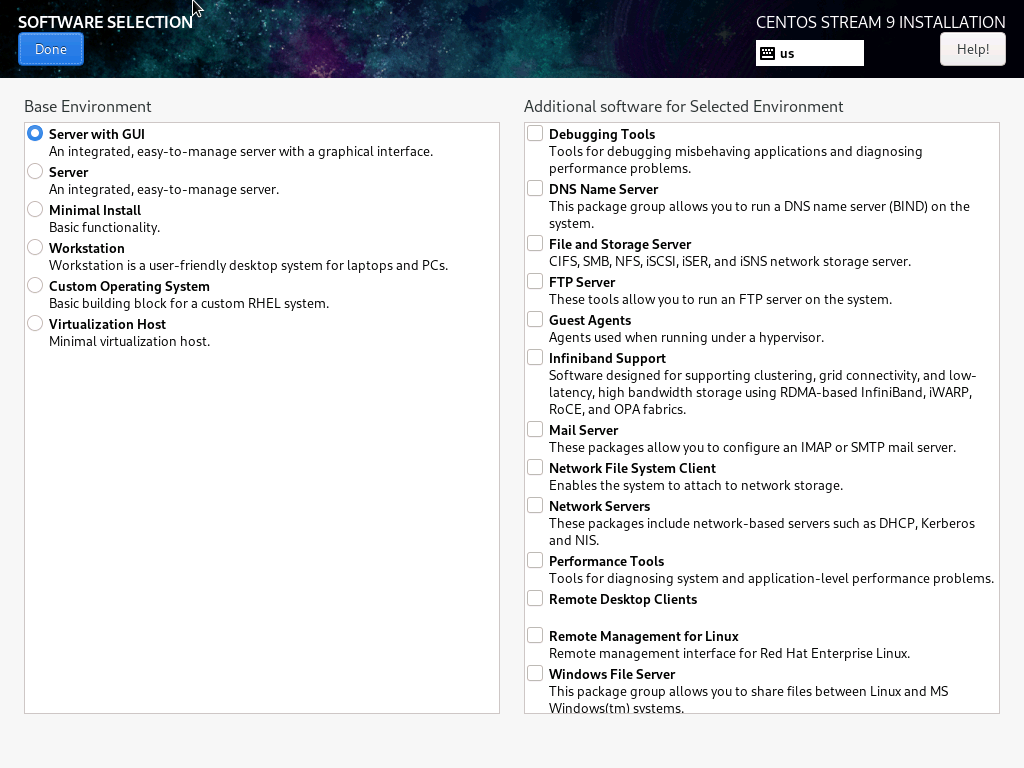 SOFTWARE SELECTION
CENTOS STREAM 9 INSTALLATION
Done
us
Help!
Base Environment
Server with GUI
An integrated, easy-to-manage server with a graphical interface.
Server
An integrated, easy-to-manage server.
Minimal Install
Basic functionality.
Workstation
Workstation is a user-friendly desktop system for laptops and PCs.
Custom Operating System
Basic building block for a custom RHEL system.
Virtualization Host
Minimal virtualization host.
Additional software for Selected Environment
Debugging Tools
Tools for debugging misbehaving applications and diagnosing
performance problems.
DNS Name Server
This package group allows you to run a DNS name server (BIND) on the
system.
File and Storage Server
CIFS, SMB, NFS, iSCSI, iSER, and iSNS network storage server.
FTP Server
These tools allow you to run an FTP server on the system.
Guest Agents
Agents used when running under a hypervisor.
Infiniband Support
Software designed for supporting clustering, grid connectivity, and low-
latency, high bandwidth storage using RDMA-based InfiniBand, iWARP,
RoCE, and OPA fabrics.
Mail Server
These packages allow you to configure an IMAP or SMTP mail server.
Network File System Client
Enables the system to attach to network storage.
Network Servers
These packages include network-based servers such as DHCP, Kerberos
and NIS.
Performance Tools
Tools for diagnosing system and application-level performance problems.
Remote Desktop Clients
Remote Management for Linux
Remote management interface for Red Hat Enterprise Linux.
Windows File Server
This package group allows you to share files between Linux and MS
Windows(tm) systems.